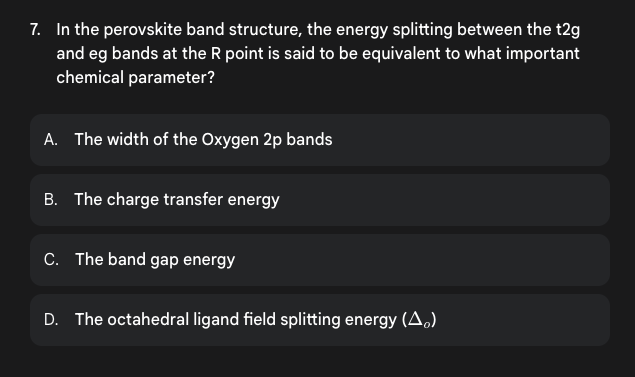 7. In the perovskite band structure, the energy splitting between the t2g
and eg bands at the R point is said to be equivalent to what important
chemical parameter?
A. The width of the Oxygen 2p bands
B. The charge transfer energy
C. The band gap energy
D. The octahedral ligand field splitting energy (Δₒ)